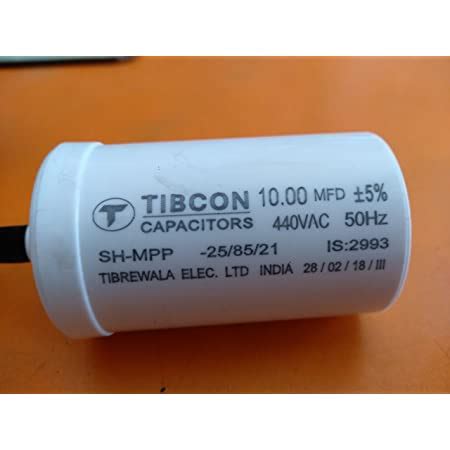 TIBCON 10.00 MFD ±5%
CAPACITORS 440VAC 50Hz
SH-MPP -25/85/21 IS:2993
TIBREWALA ELEC. LTD INDIA 28/02/18/III